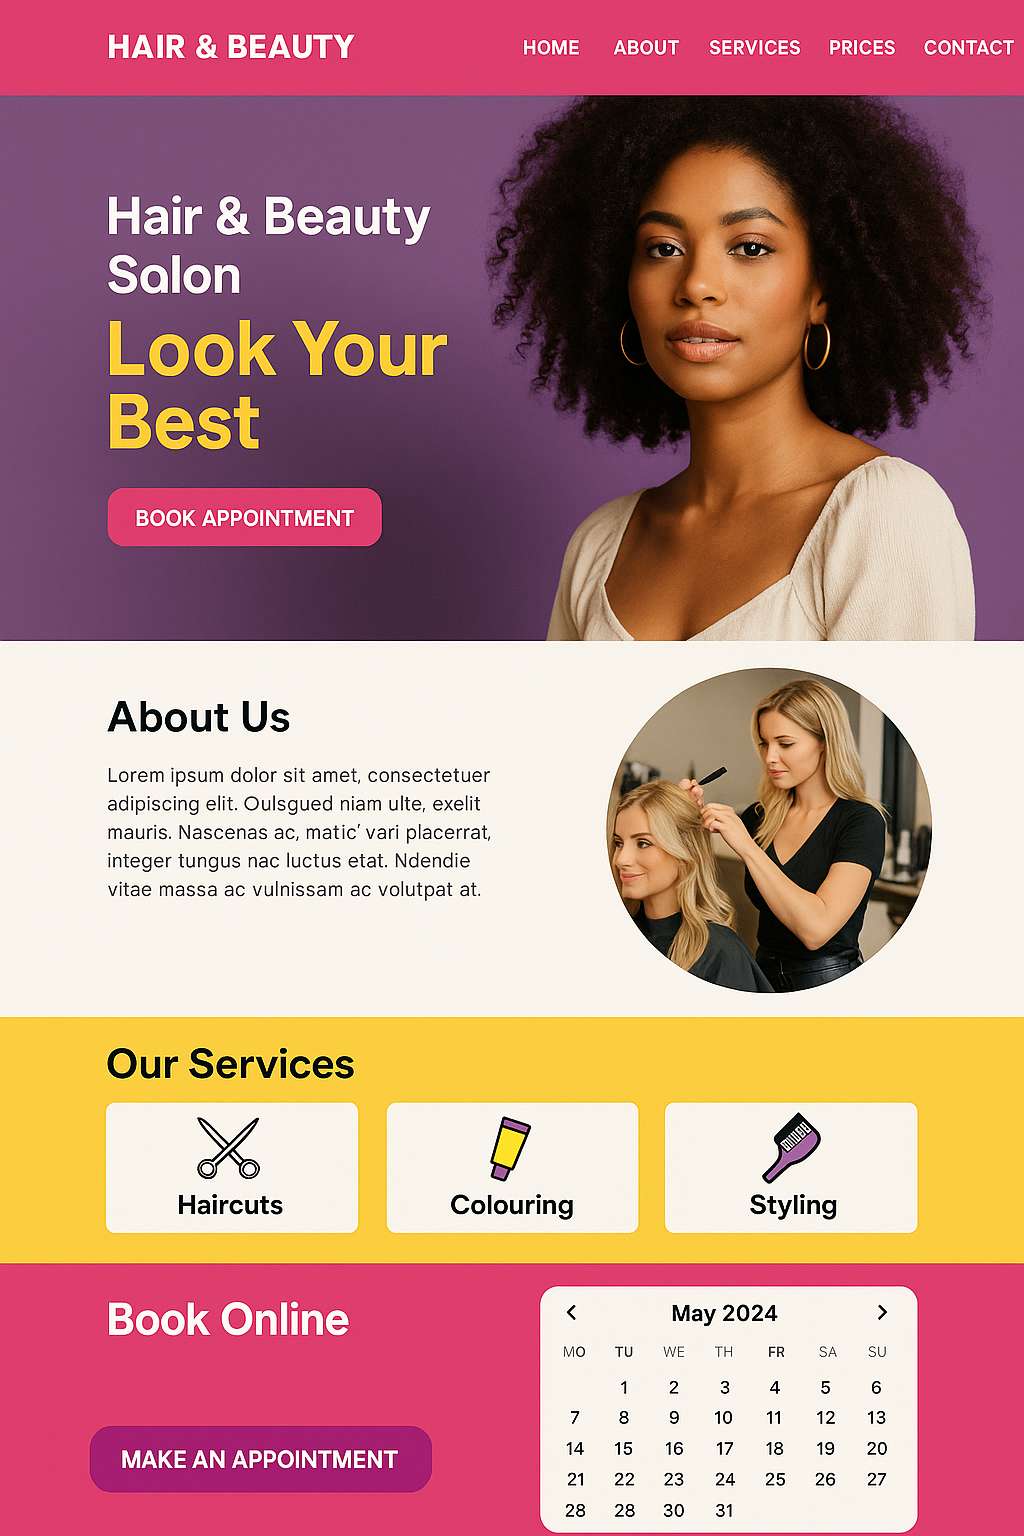 HAIR & BEAUTY
HOME ABOUT SERVICES PRICES CONTACT
Hair & Beauty
Salon
Look Your
Best
BOOK APPOINTMENT
About Us
Lorem ipsum dolor sit amet, consectetuer
adipiscing elit. Oulsgued niam ulte, exelit
mauris. Nascenas ac, matic′ vari placerrat,
integer tungus nac luctus etat. Ndendie
vitae massa ac vulnissam ac volutpat at.
Our Services
Haircuts Colouring Styling
Book Online
MAKE AN APPOINTMENT
May 2024
MO TU WE TH FR SA SU
1 2 3 4 5 6
7 8 9 10 11 12 13
14 15 16 17 18 19 20
21 22 23 24 25 26 27
28 28 30 31